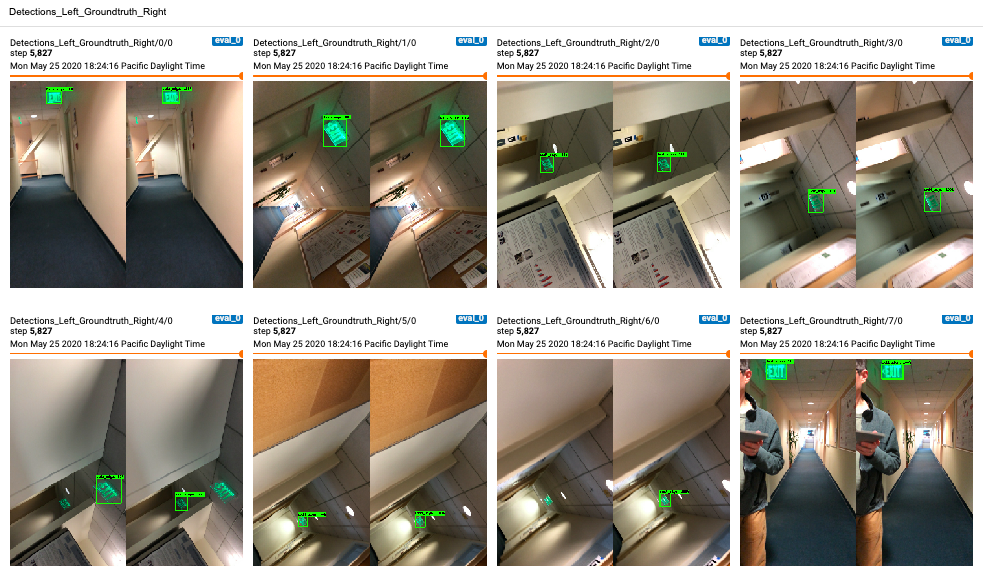 Detections_Left_Groundtruth_Right
Detections_Left_Groundtruth_Right/0/0 eval_0
step 5,827
Mon May 25 2020 18:24:16 Pacific Daylight Time
Detections_Left_Groundtruth_Right/1/0 eval_0
step 5,827
Mon May 25 2020 18:24:16 Pacific Daylight Time
Detections_Left_Groundtruth_Right/2/0 eval_0
step 5,827
Mon May 25 2020 18:24:16 Pacific Daylight Time
Detections_Left_Groundtruth_Right/3/0 eval_0
step 5,827
Mon May 25 2020 18:24:16 Pacific Daylight Time
Detections_Left_Groundtruth_Right/4/0 eval_0
step 5,827
Mon May 25 2020 18:24:16 Pacific Daylight Time
Detections_Left_Groundtruth_Right/5/0 eval_0
step 5,827
Mon May 25 2020 18:24:16 Pacific Daylight Time
Detections_Left_Groundtruth_Right/6/0 eval_0
step 5,827
Mon May 25 2020 18:24:16 Pacific Daylight Time
Detections_Left_Groundtruth_Right/7/0 eval_0
step 5,827
Mon May 25 2020 18:24:16 Pacific Daylight Time
EXIT
EXIT